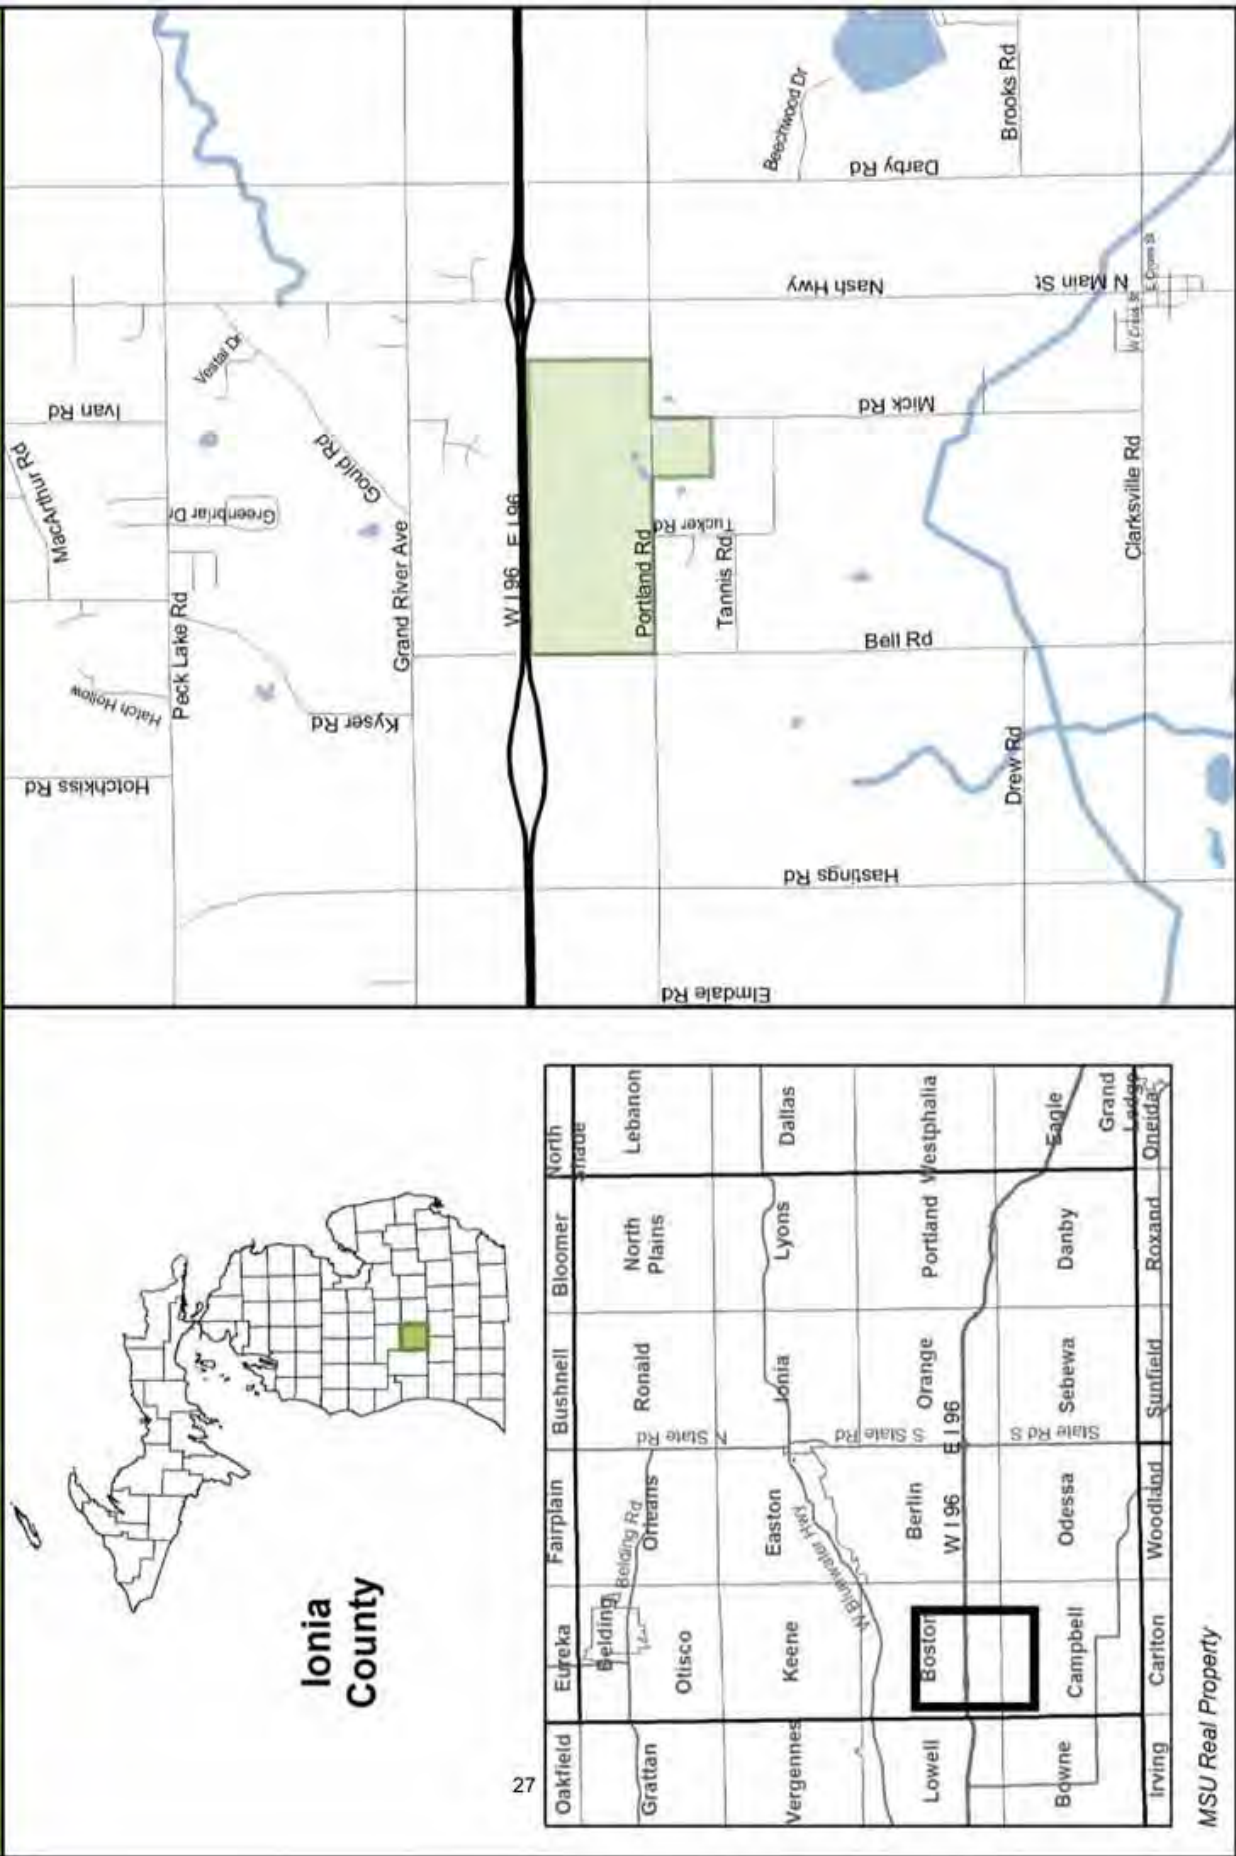 Ionia
County
Oakfield
Eureka
Fairplain
Bushnell
Bloomer
North
Shade
Grattan
Belding
Belding Rd
Otisco
Orleans
Ronald
North
Plains
Lebanon
N State Rd
Vergennes
Keene
Easton
Ionia
Lyons
Dallas
W Bluewater Hwy
S State Rd
Lowell
Boston
Berlin
Orange
Portland
Westphalia
W I 96
E I 96
Bowne
Campbell
Odessa
State Rd S
Sebewa
Danby
Eagle
Grand
Ledge
Irving
Carlton
Woodland
Sunfield
Roxand
Oneida
MSU Real Property
27
Hotchkiss Rd
Hatch Hollow
MacArthur Rd
Ivan Rd
Peck Lake Rd
Greenbriar Dr
Vestal Dr
Gould Rd
Kyser Rd
Grand River Ave
W I 96
E I 96
Portland Rd
Tucker Rd
Tannis Rd
Elmdale Rd
Hastings Rd
Bell Rd
Mick Rd
Nash Hwy
Beechwood Dr
Darby Rd
Brooks Rd
Drew Rd
N Main St
Clarksville Rd
W Cross St
E Cross St